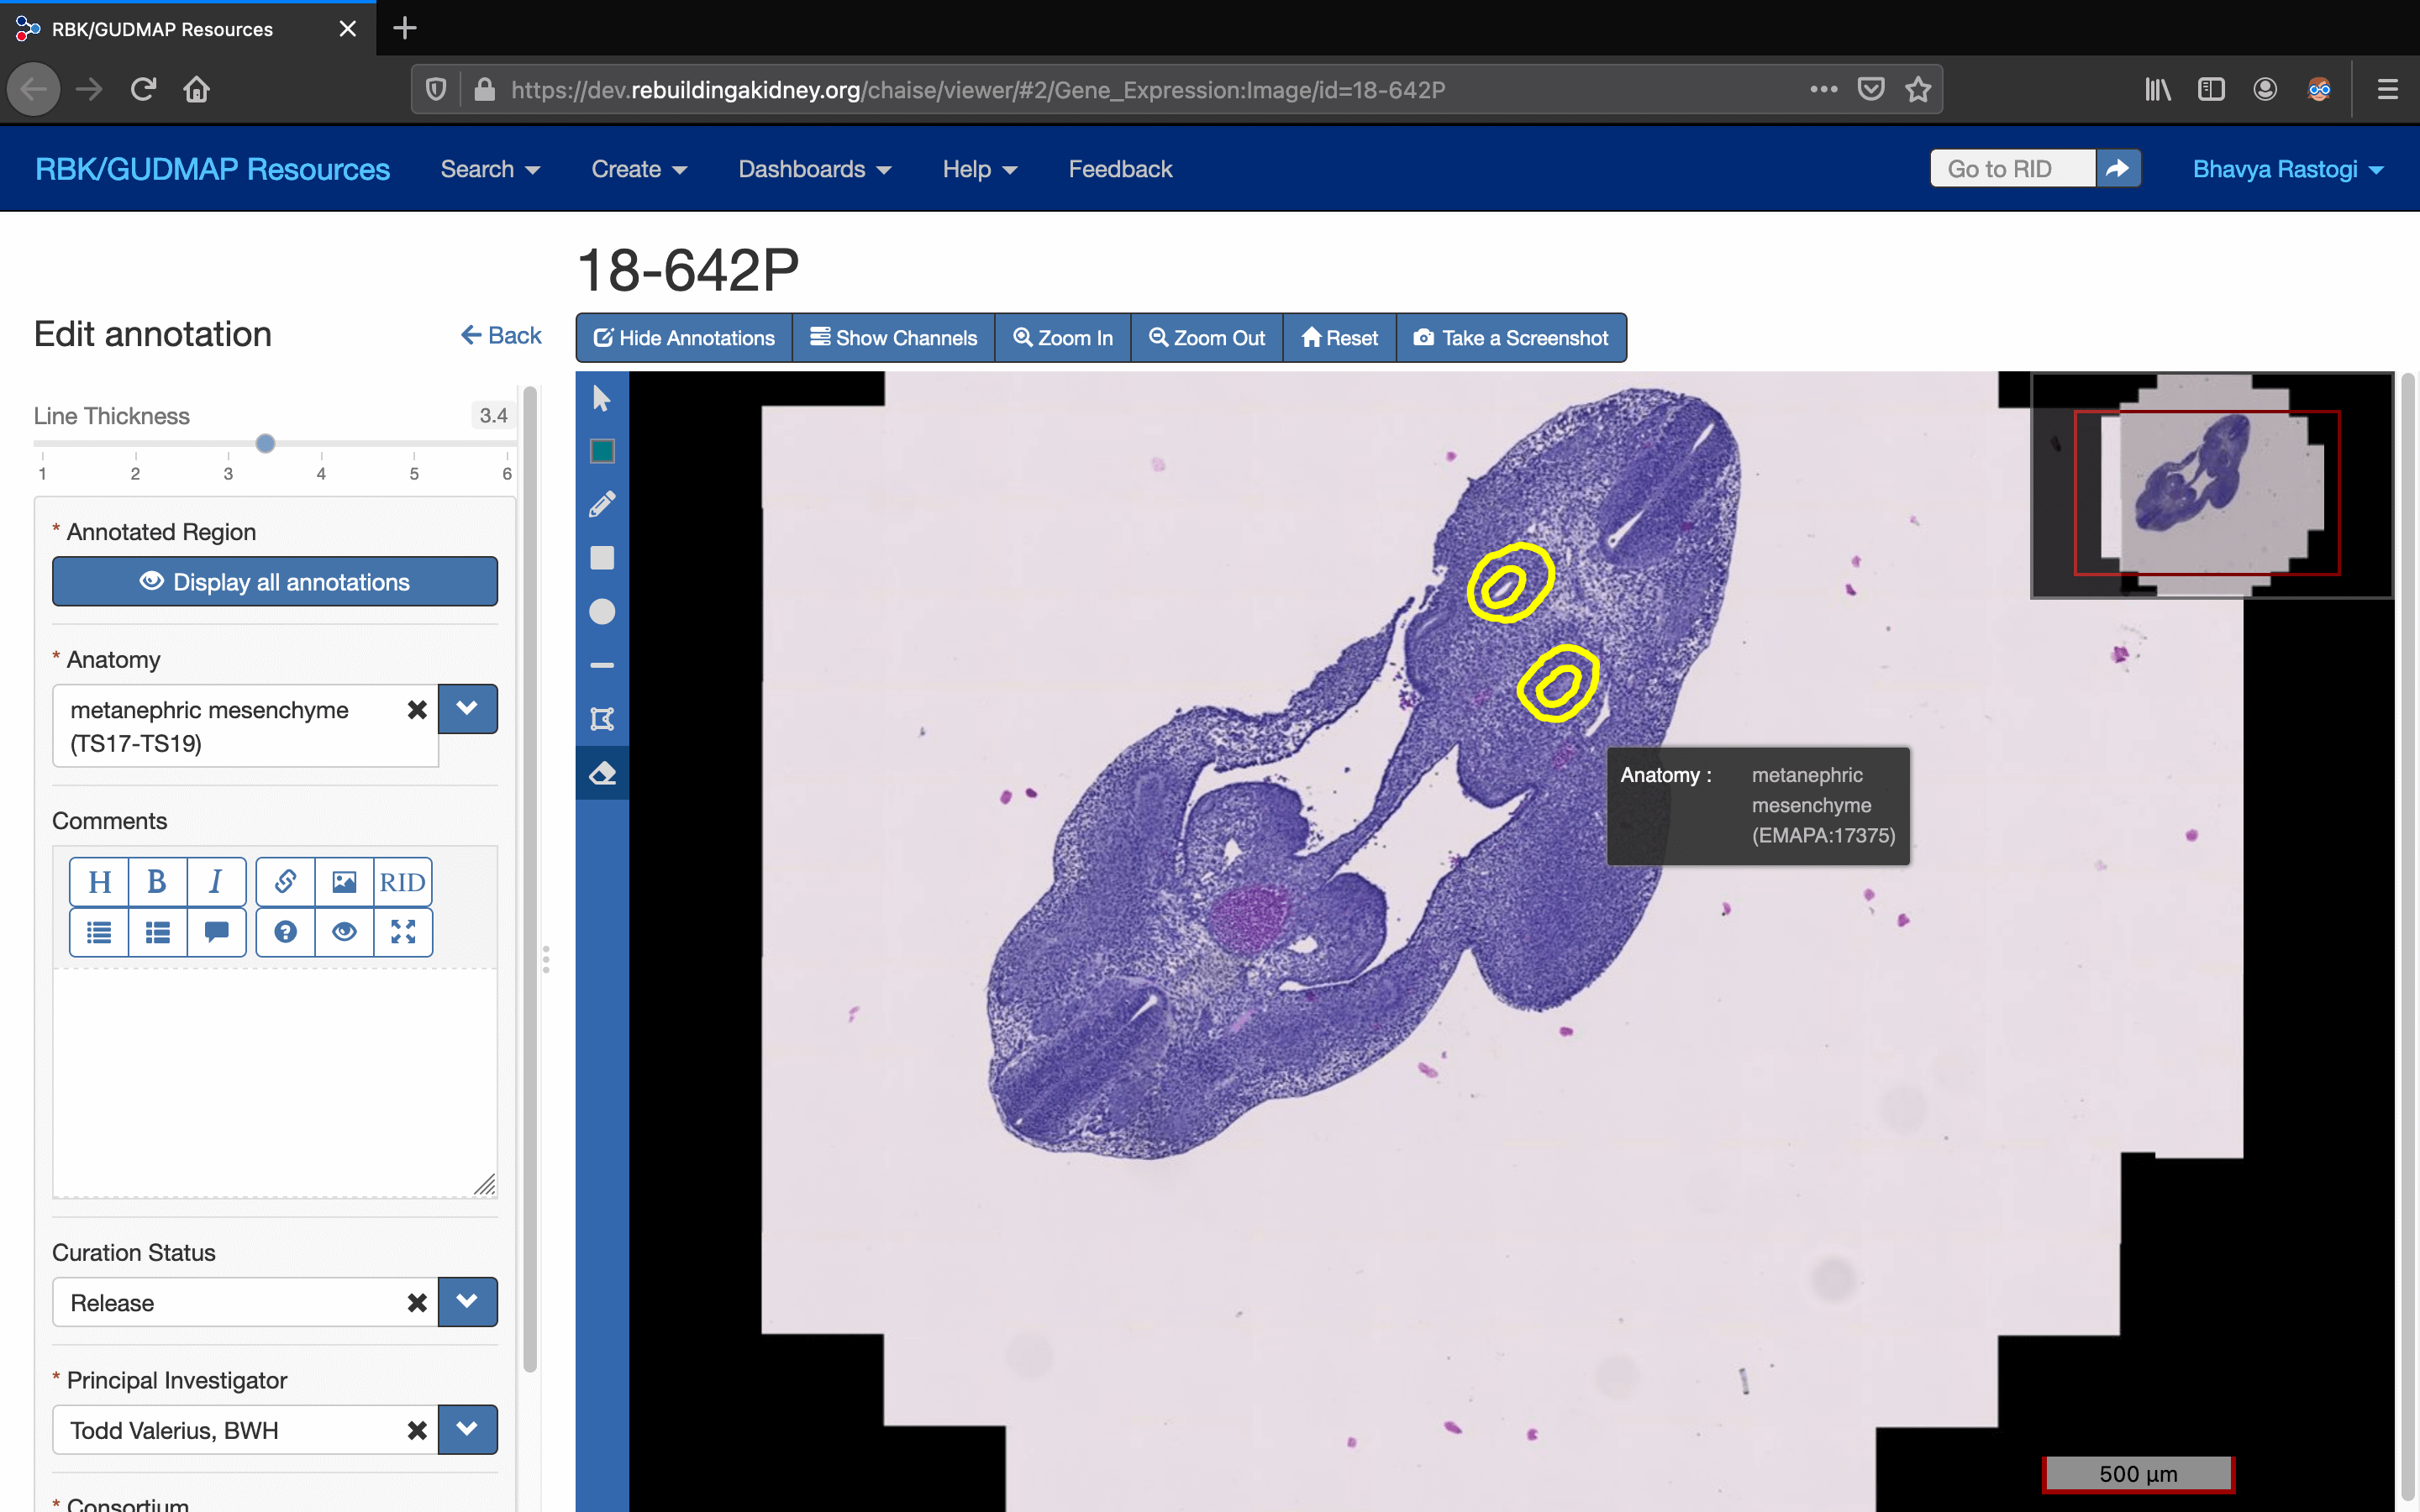 RBK/GUDMAP Resources
https://dev.rebuildingakidney.org/chaise/viewer/#2/Gene_Expression:Image/id=18-642P
RBK/GUDMAP Resources Search Create Dashboards Help Feedback Go to RID Bhavya Rastogi
18-642P
Edit annotation Back
Hide Annotations Show Channels Zoom In Zoom Out Reset Take a Screenshot
Line Thickness 3.4
1 2 3 4 5 6
* Annotated Region
Display all annotations
* Anatomy
metanephric mesenchyme
(TS17-TS19)
Anatomy : metanephric
mesenchyme
(EMAPA:17375)
Comments
H B I RID
Curation Status
Release
* Principal Investigator
Todd Valerius, BWH
* Consortium
500 µm